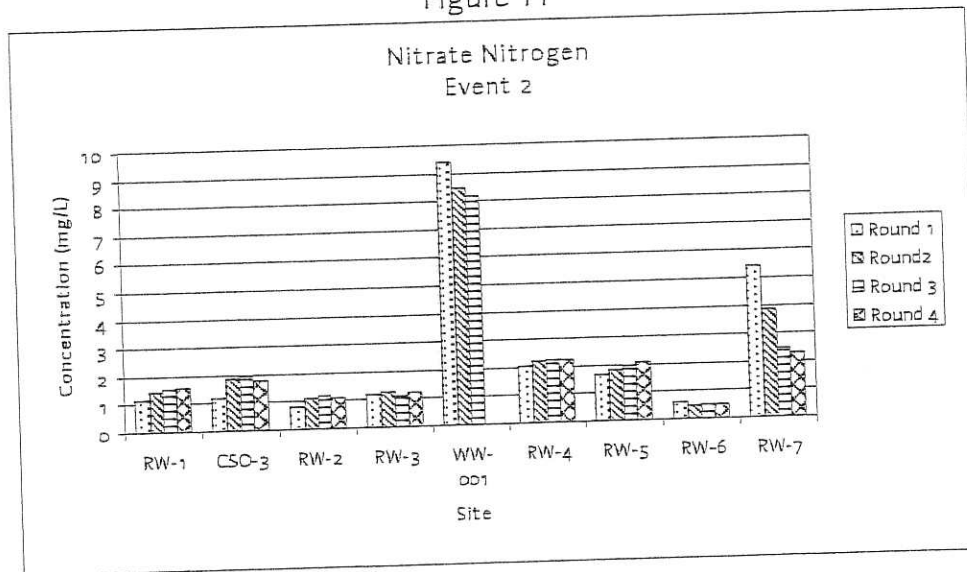 Nitrate Nitrogen
Event 2
Concentration (mg/L)
10
9
8
7
6
5
4
3
2
1
0
RW-1 CSO-3 RW-2 RW-3 WW-001 RW-4 RW-5 RW-6 RW-7
Site
Round 1
Round2
Round 3
Round 4